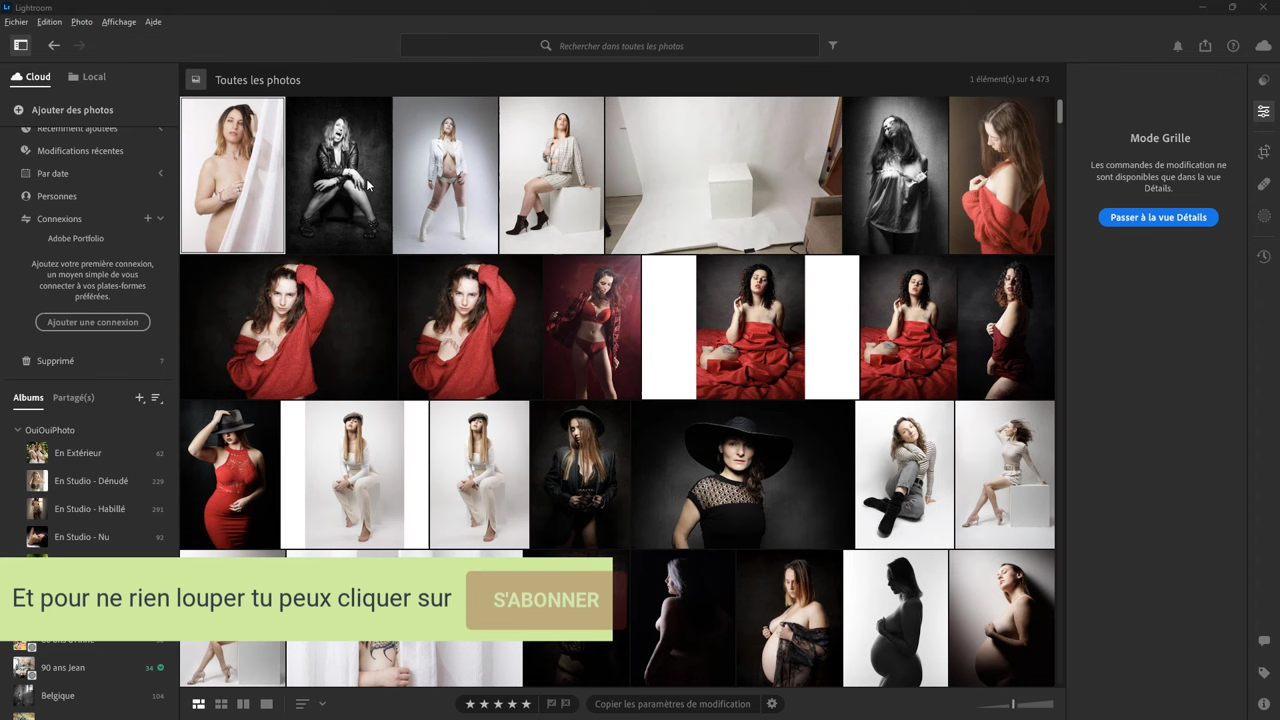 Lr Lightroom
Fichier Edition Photo Affichage Aide
Rechercher dans toutes les photos
Cloud Local
Toutes les photos
1 élément(s) sur 4 473
Ajouter des photos
Récemment ajoutées
Modifications récentes
Par date
Personnes
Connexions
Adobe Portfolio
Ajoutez votre première connexion,
un moyen simple de vous
connecter à vos plates-formes
préférées.
Ajouter une connexion
Supprimé 7
Albums Partagé(s)
OuiOuiPhoto
En Extérieur 62
En Studio - Dénudé 229
En Studio - Habillé 291
En Studio - Nu 92
Et pour ne rien louper tu peux cliquer sur S'ABONNER
90 ans Jean 34
Belgique 104
Copier les paramètres de modification
Mode Grille
Les commandes de modification ne
sont disponibles que dans la vue
Détails.
Passer à la vue Détails